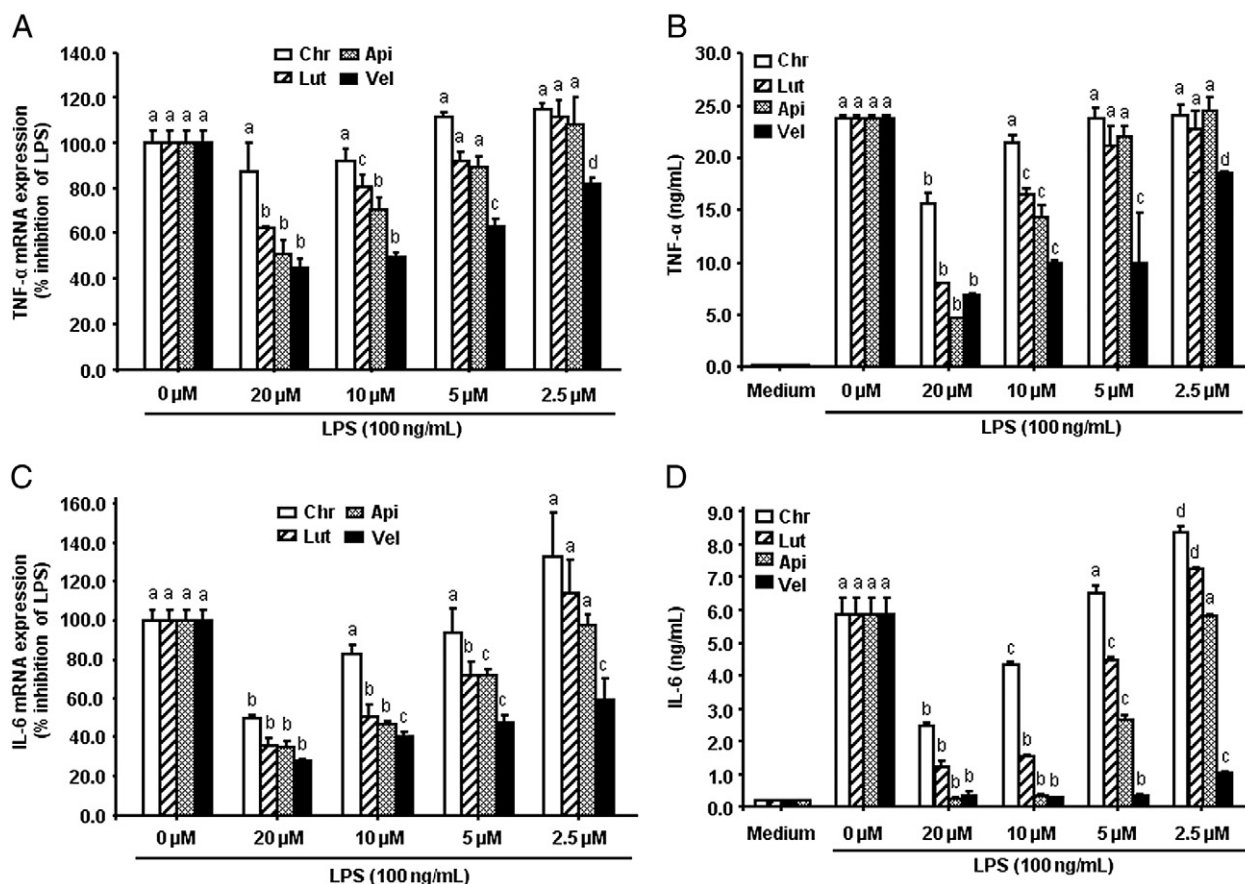 A
TNF-α mRNA expression
(% inhibition of LPS)
140.0
120.0
100.0
80.0
60.0
40.0
20.0
0.0
Chr Api
Lut Vel
a a a a
a b b b
a c b b
a b a c
a a a d
0 µM 20 µM 10 µM 5 µM 2.5 µM
LPS (100 ng/mL)
B
TNF-α (ng/mL)
30.0
25.0
20.0
15.0
10.0
5.0
0.0
Chr
Lut
Api
Vel
a a a a
b b b b
a c c c
a a a c
a a a d
Medium 0 µM 20 µM 10 µM 5 µM 2.5 µM
LPS (100 ng/mL)
C
IL-6 mRNA expression
(% inhibition of LPS)
160.0
140.0
120.0
100.0
80.0
60.0
40.0
20.0
0.0
Chr Api
Lut Vel
a a a a
b b b b
a b b c
a b c c
a a a c
0 µM 20 µM 10 µM 5 µM 2.5 µM
LPS (100 ng/mL)
D
IL-6 (ng/mL)
9.0
8.0
7.0
6.0
5.0
4.0
3.0
2.0
1.0
0.0
Chr
Lut
Api
Vel
a a a a
b b b b
c b b b
a c c b
d d a c
Medium 0 µM 20 µM 10 µM 5 µM 2.5 µM
LPS (100 ng/mL)